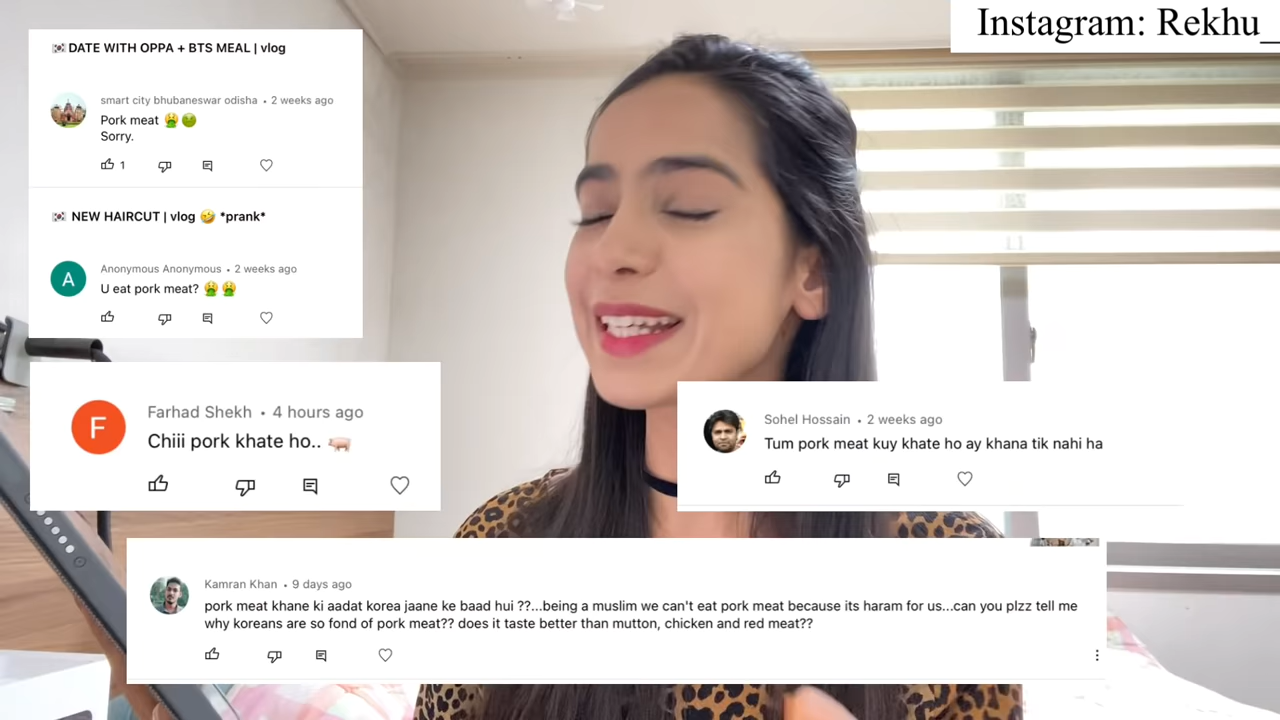 Instagram: Rekhu_
DATE WITH OPPA + BTS MEAL | vlog
smart city bhubaneswar odisha • 2 weeks ago
Pork meat 🤮🤢
Sorry.
1
NEW HAIRCUT | vlog 🤣 *prank*
A
Anonymous Anonymous • 2 weeks ago
U eat pork meat? 🤮🤮
F
Farhad Shekh • 4 hours ago
Chiii pork khate ho.. 🐖
Sohel Hossain • 2 weeks ago
Tum pork meat kuy khate ho ay khana tik nahi ha
Kamran Khan • 9 days ago
pork meat khane ki aadat korea jaane ke baad hui ??...being a muslim we can't eat pork meat because its haram for us...can you plzz tell me
why koreans are so fond of pork meat?? does it taste better than mutton, chicken and red meat??